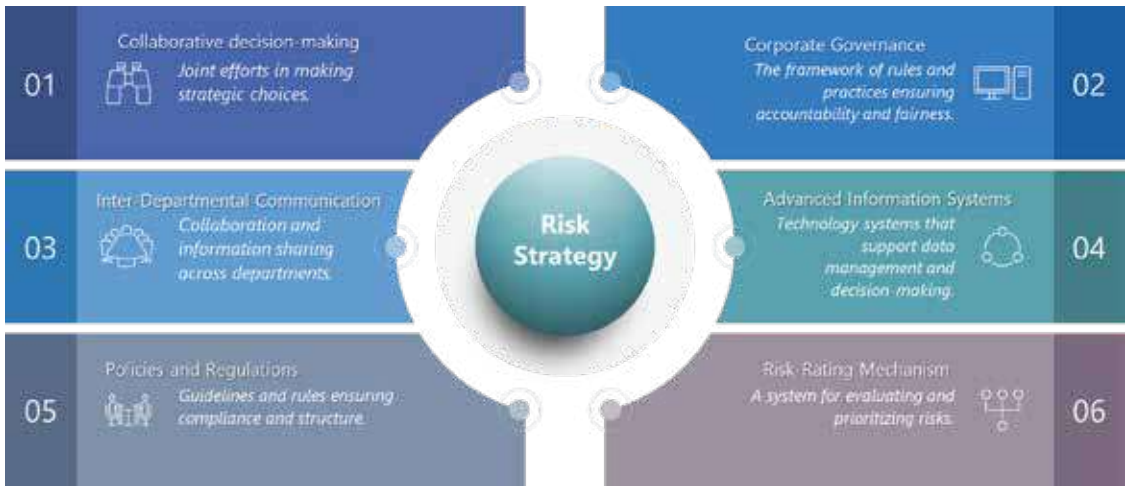 01
Collaborative decision-making
Joint efforts in making
strategic choices.
Corporate Governance
The framework of rules and
practices ensuring
accountability and fairness.
02
03
Inter-Departmental Communication
Collaboration and
information sharing
across departments.
Risk
Strategy
Advanced Information Systems
Technology systems that
support data
management and
decision-making.
04
05
Policies and Regulations
Guidelines and rules ensuring
compliance and structure.
Risk-Rating Mechanism
A system for evaluating and
prioritizing risks.
06